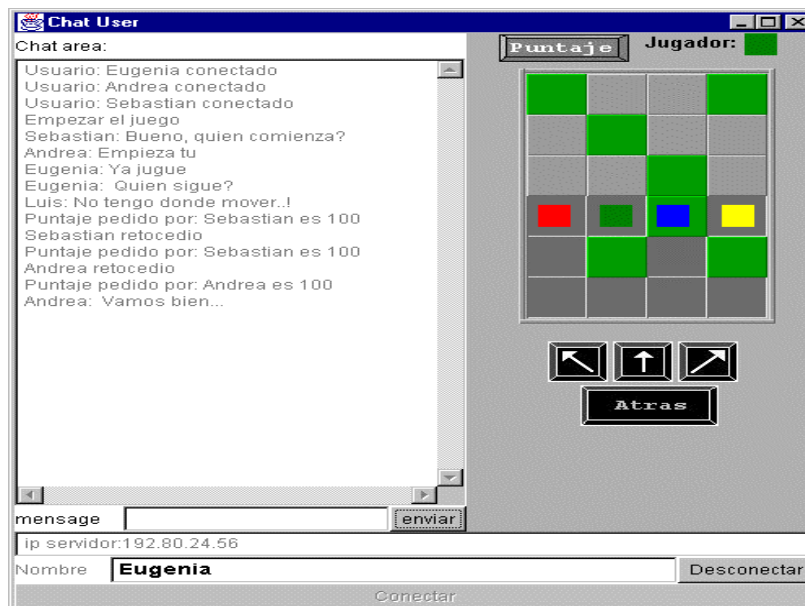 Chat User
Chat area:
Puntaje
Jugador:
Usuario: Eugenia conectado
Usuario: Andrea conectado
Usuario: Sebastian conectado
Empezar el juego
Sebastian: Bueno, quien comienza?
Andrea: Empieza tu
Eugenia: Ya jugue
Eugenia: Quien sigue?
Luis: No tengo donde mover..!
Puntaje pedido por: Sebastian es 100
Sebastian retocedio
Puntaje pedido por: Sebastian es 100
Andrea retocedio
Puntaje pedido por: Andrea es 100
Andrea: Vamos bien...
Atras
mensage
enviar
ip servidor:192.80.24.56
Nombre
Eugenia
Desconectar
Conectar